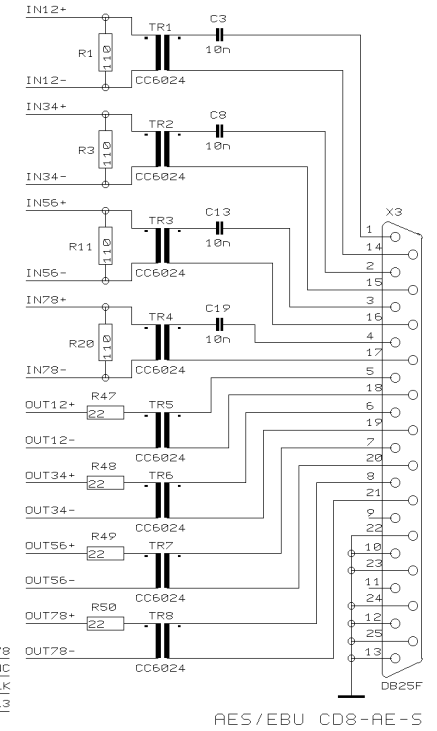 IN12+
R1
110
IN12-
TR1
CC6024
C3
10n
IN34+
R3
110
IN34-
TR2
CC6024
C8
10n
IN56+
R11
110
IN56-
TR3
CC6024
C13
10n
IN78+
R20
110
IN78-
TR4
CC6024
C19
10n
OUT12+
R47
22
OUT12-
TR5
CC6024
OUT34+
R48
22
OUT34-
TR6
CC6024
OUT56+
R49
22
OUT56-
TR7
CC6024
OUT78+
R50
22
OUT78-
TR8
CC6024
X3
1
14
2
15
3
16
4
17
5
18
6
19
7
20
8
21
9
22
10
23
11
24
12
25
13
DB25F
AES/EBU CD8-AE-S